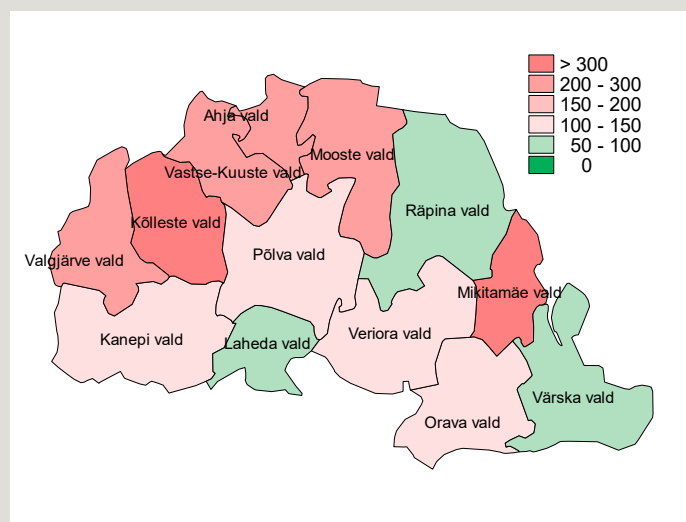 > 300
200 - 300
150 - 200
100 - 150
50 - 100
0
Ahja vald
Mooste vald
Vastse-Kuuste vald
Räpina vald
Kõlleste vald
Põlva vald
Valgjärve vald
Mikitamäe vald
Veriora vald
Kanepi vald
Laheda vald
Värska vald
Orava vald